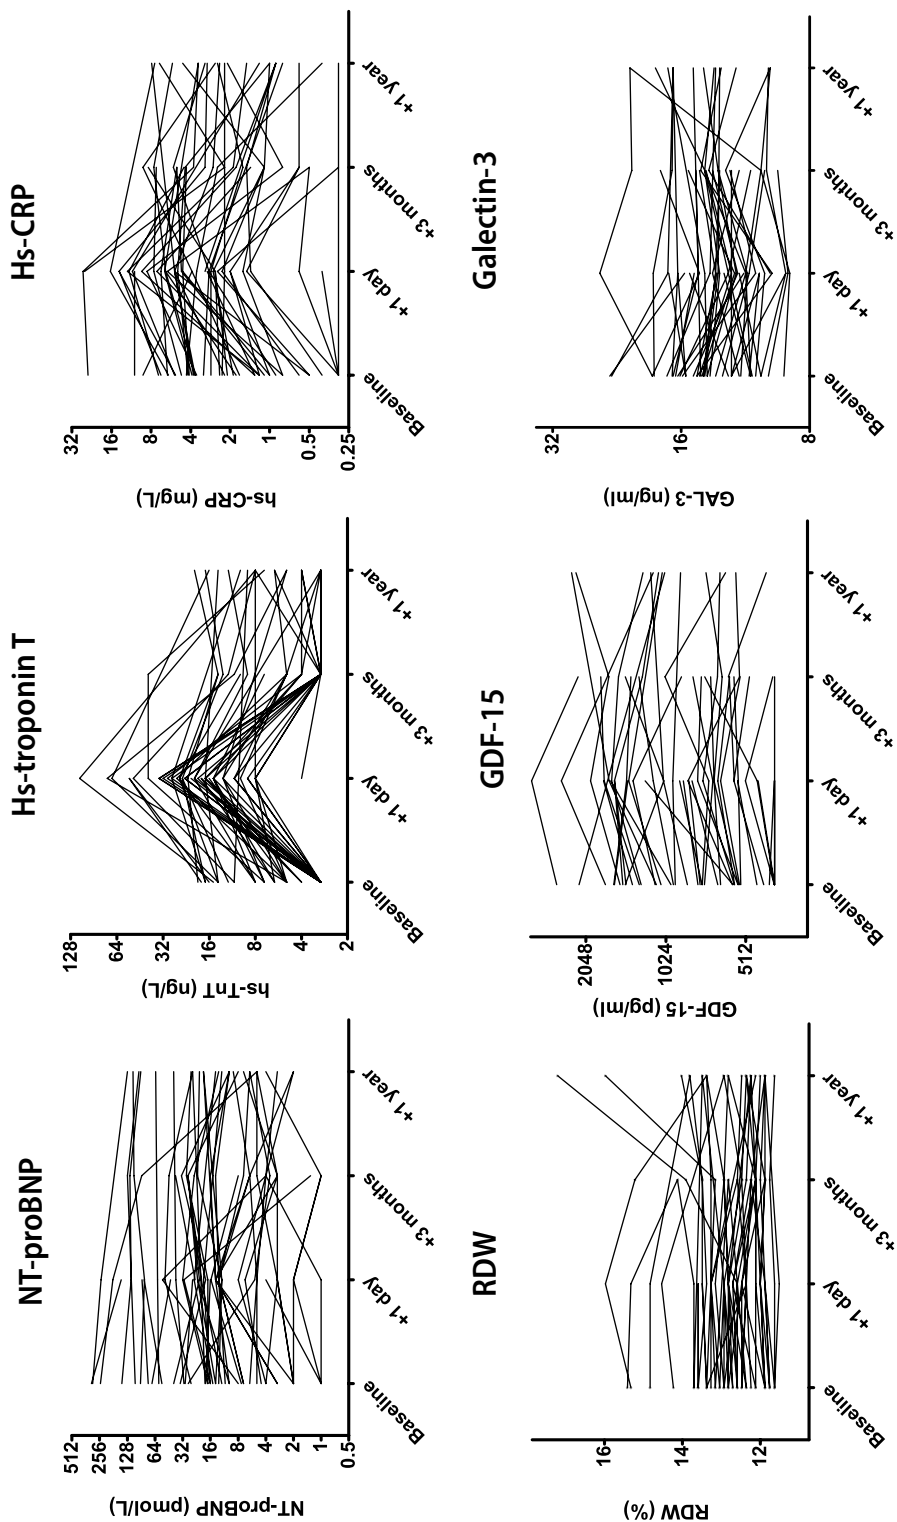 NT-proBNP
NT-proBNP (pmol/L)
512
256
128
64
32
16
8
4
2
1
0.5
Baseline
+1 day
+3 months
+1 year
Hs-troponin T
hs-TnT (ng/L)
128
64
32
16
8
4
2
Baseline
+1 day
+3 months
+1 year
Hs-CRP
hs-CRP (mg/L)
32
16
8
4
2
1
0.5
0.25
Baseline
+1 day
+3 months
+1 year
RDW
RDW (%)
16
14
12
Baseline
+1 day
+3 months
+1 year
GDF-15
GDF-15 (pg/ml)
2048
1024
512
Baseline
+1 day
+3 months
+1 year
Galectin-3
GAL-3 (ng/ml)
32
16
8
Baseline
+1 day
+3 months
+1 year